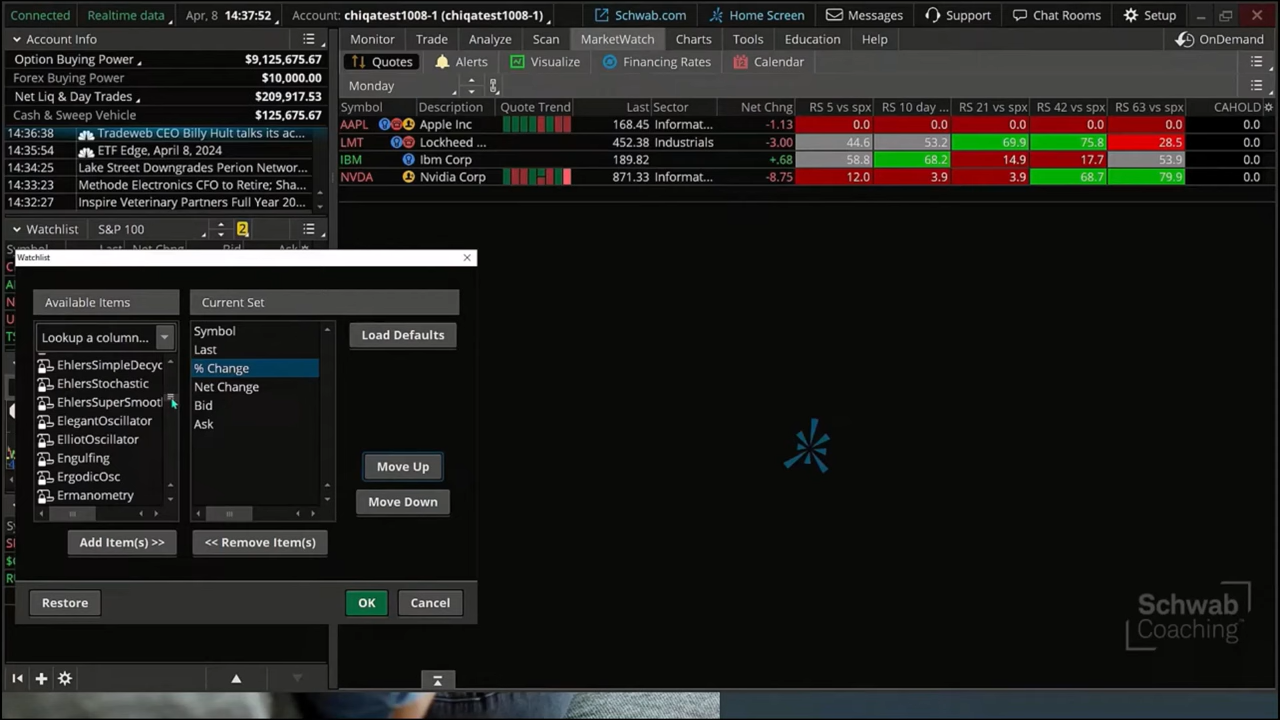 Connected Realtime data Apr, 8 14:37:52 Account: chiqatest1008-1 (chiqatest1008-1) Schwab.com Home Screen Messages Support Chat Rooms Setup
Account Info
Monitor Trade Analyze Scan MarketWatch Charts Tools Education Help OnDemand
Option Buying Power $9,125,675.67
Forex Buying Power $10,000.00
Net Liq & Day Trades $209,917.53
Cash & Sweep Vehicle $125,675.67
Quotes Alerts Visualize Financing Rates Calendar
Monday
14:36:38 Tradeweb CEO Billy Hult talks its ac...
14:35:54 ETF Edge, April 8, 2024
14:34:25 Lake Street Downgrades Perion Networ...
14:33:23 Methode Electronics CFO to Retire; Sha...
14:32:27 Inspire Veterinary Partners Full Year 20...
Symbol Description Quote Trend Last Sector Net Chng RS 5 vs spx RS 10 day ... RS 21 vs spx RS 42 vs spx RS 63 vs spx CAHOLD
AAPL Apple Inc 168.45 Informat... -1.13 0.0 0.0 0.0 0.0 0.0 0.0
LMT Lockheed ... 452.38 Industrials -3.00 44.6 53.2 69.9 75.8 28.5 0.0
IBM Ibm Corp 189.82 +.68 58.8 68.2 14.9 17.7 53.9 0.0
NVDA Nvidia Corp 871.33 Informat... -8.75 12.0 3.9 3.9 68.7 79.9 0.0
Watchlist S&P 100 2
Watchlist
Available Items
Lookup a column...
EhlersSimpleDecyc
EhlersStochastic
EhlersSuperSmoot
ElegantOscillator
ElliotOscillator
Engulfing
ErgodicOsc
Ermanometry
Add Item(s) >>
Current Set
Symbol
Last
% Change
Net Change
Bid
Ask
<< Remove Item(s)
Load Defaults
Move Up
Move Down
Restore OK Cancel
Schwab
Coaching